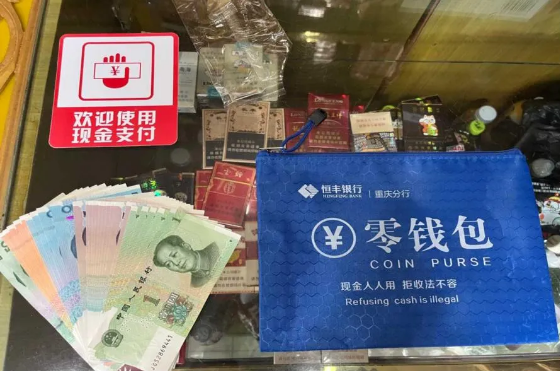 ¥
欢迎使用
现金支付
恒丰银行
HENGFENG BANK
重庆分行
¥ 零钱包
COIN PURSE
现金人人用 拒收法不容
Refusing cash is illegal
中国人民银行
1